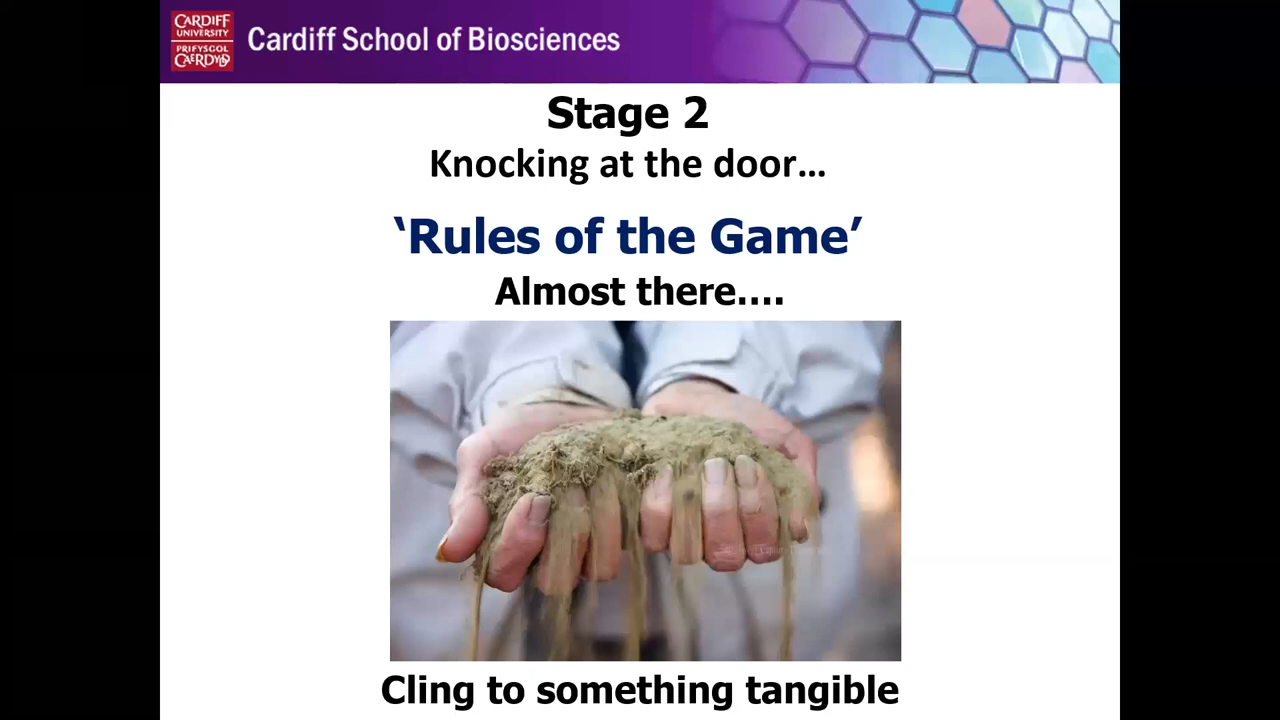 CARDIFF
UNIVERSITY
PRIFYSGOL
CAERDYDD
Cardiff School of Biosciences
Stage 2
Knocking at the door…
‘Rules of the Game’
Almost there….
Cling to something tangible